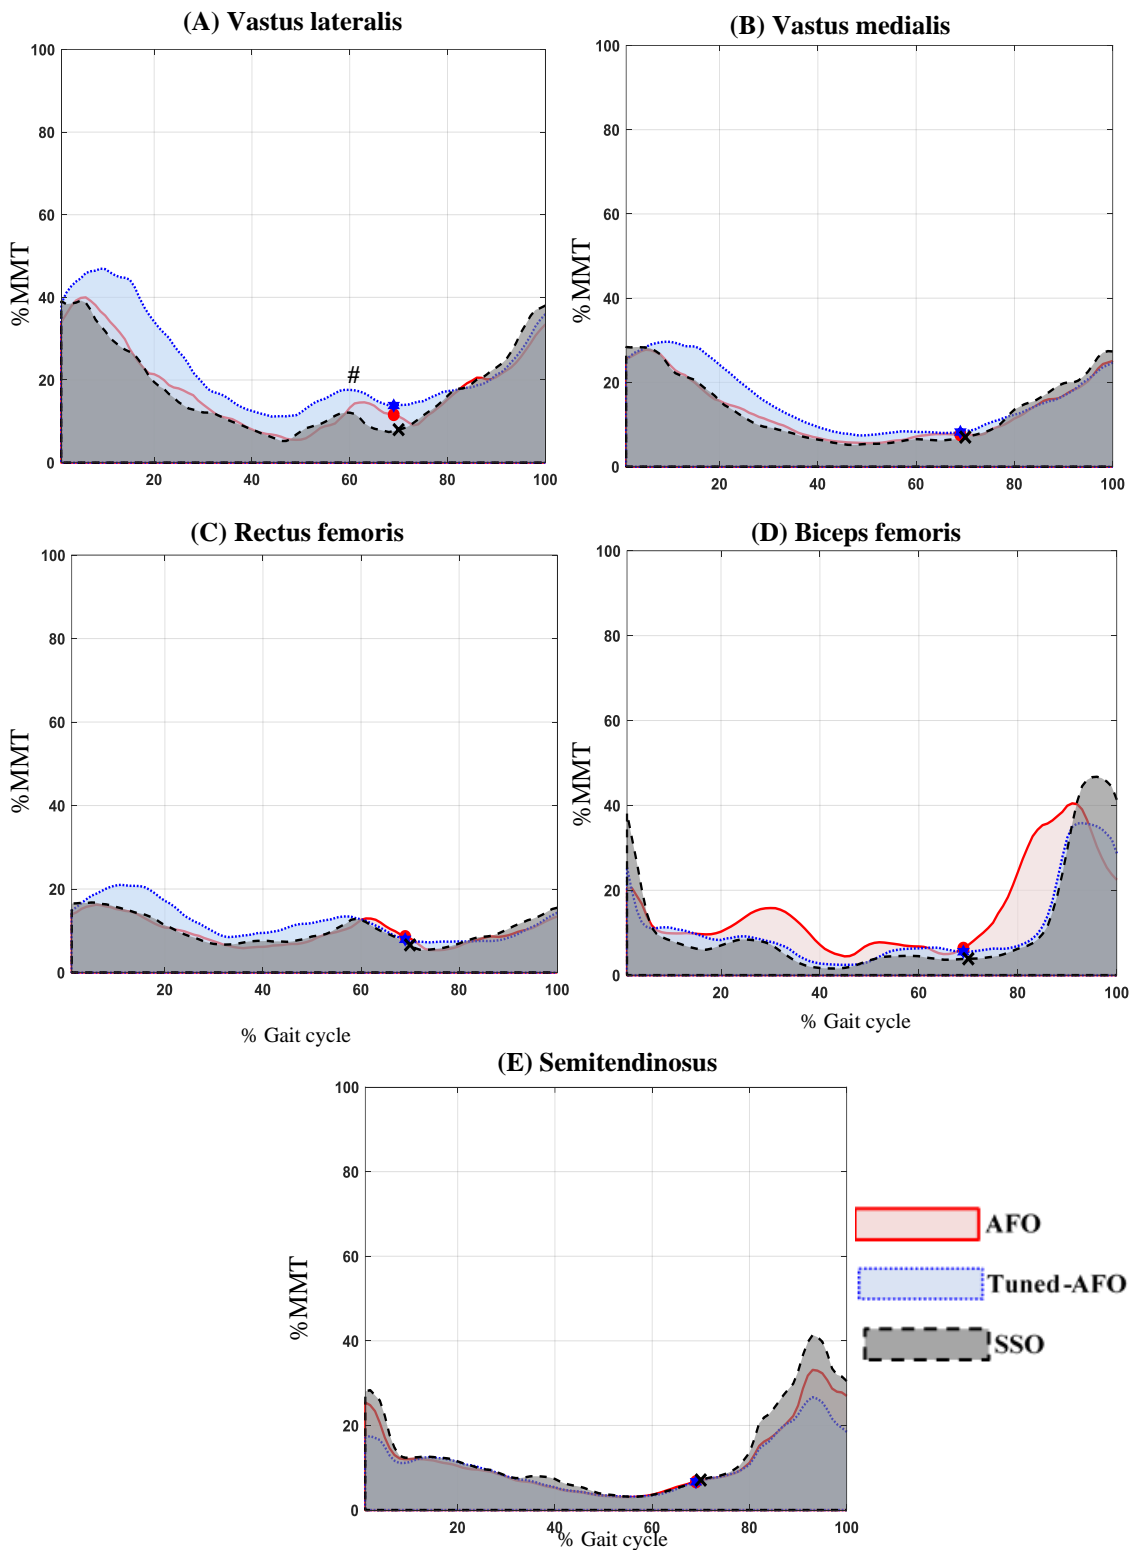 (A) Vastus lateralis
(B) Vastus medialis
100
80
60
40
20
0
%MMT
#
20 40 60 80 100
100
80
60
40
20
0
%MMT
20 40 60 80 100
(C) Rectus femoris
(D) Biceps femoris
100
80
60
40
20
0
%MMT
20 40 60 80 100
% Gait cycle
100
80
60
40
20
0
%MMT
20 40 60 80 100
% Gait cycle
(E) Semitendinosus
100
80
60
40
20
0
%MMT
20 40 60 80 100
% Gait cycle
AFO
Tuned-AFO
SSO